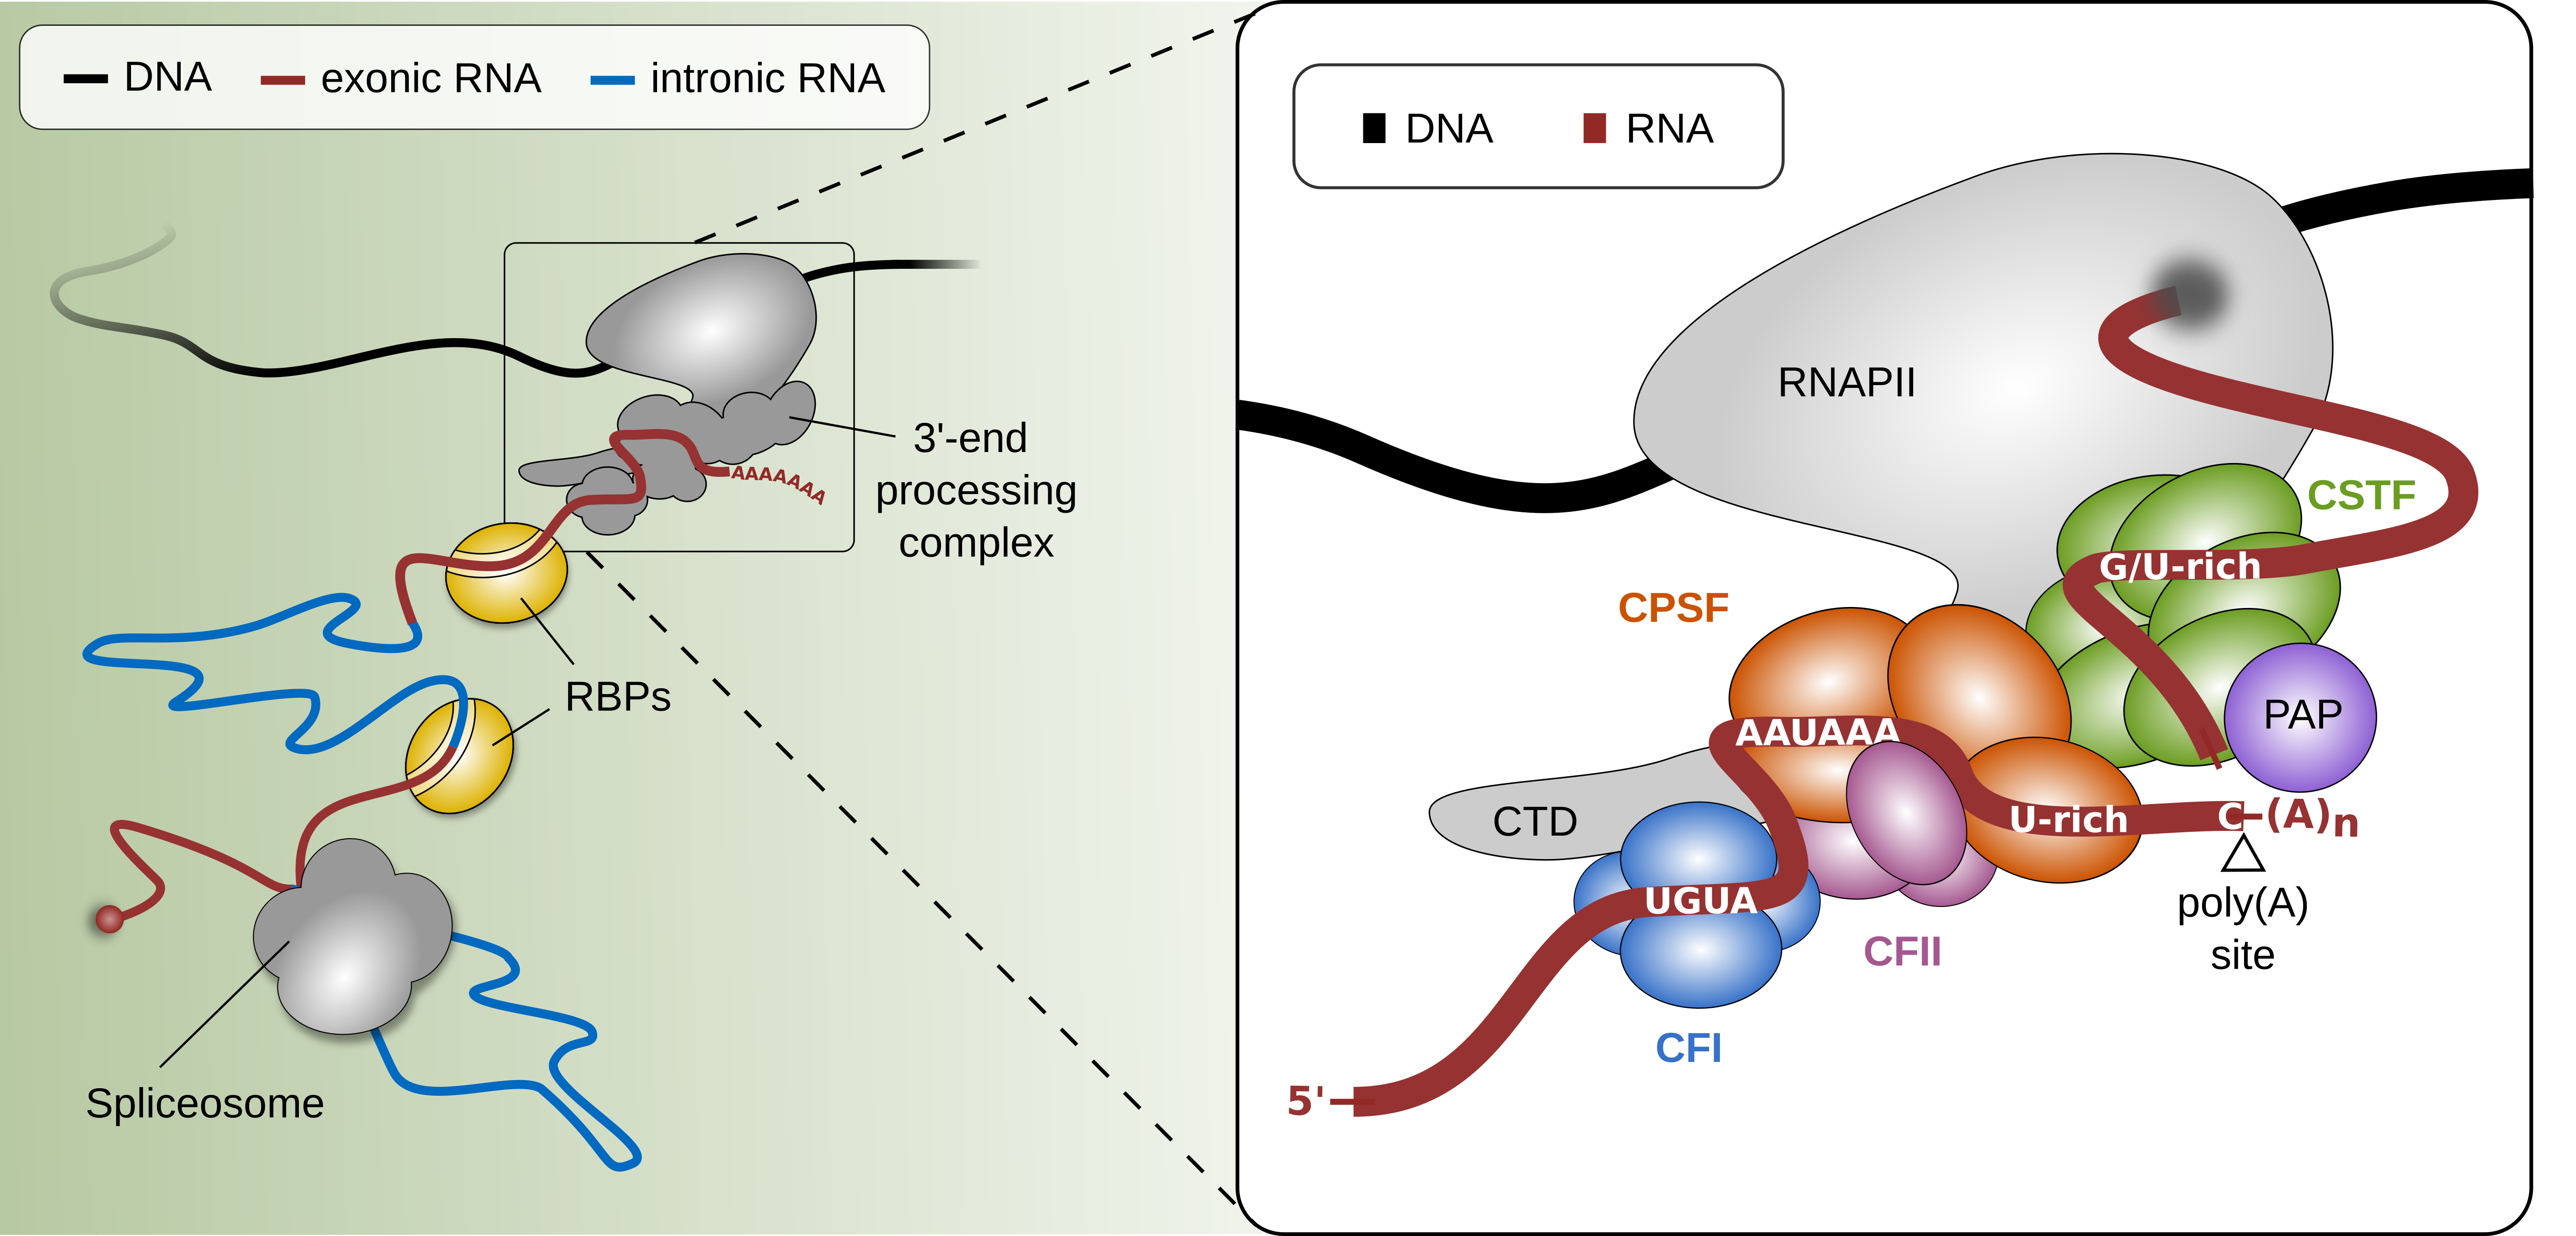 DNA exonic RNA intronic RNA
3'-end
processing
complex
AAAAAAA
RBPs
Spliceosome
DNA RNA
RNAPII
CSTF
G/U-rich
CPSF
PAP
AAUAAA
CTD
U-rich
C-(A)n
poly(A)
site
UGUA
CFII
CFI
5'